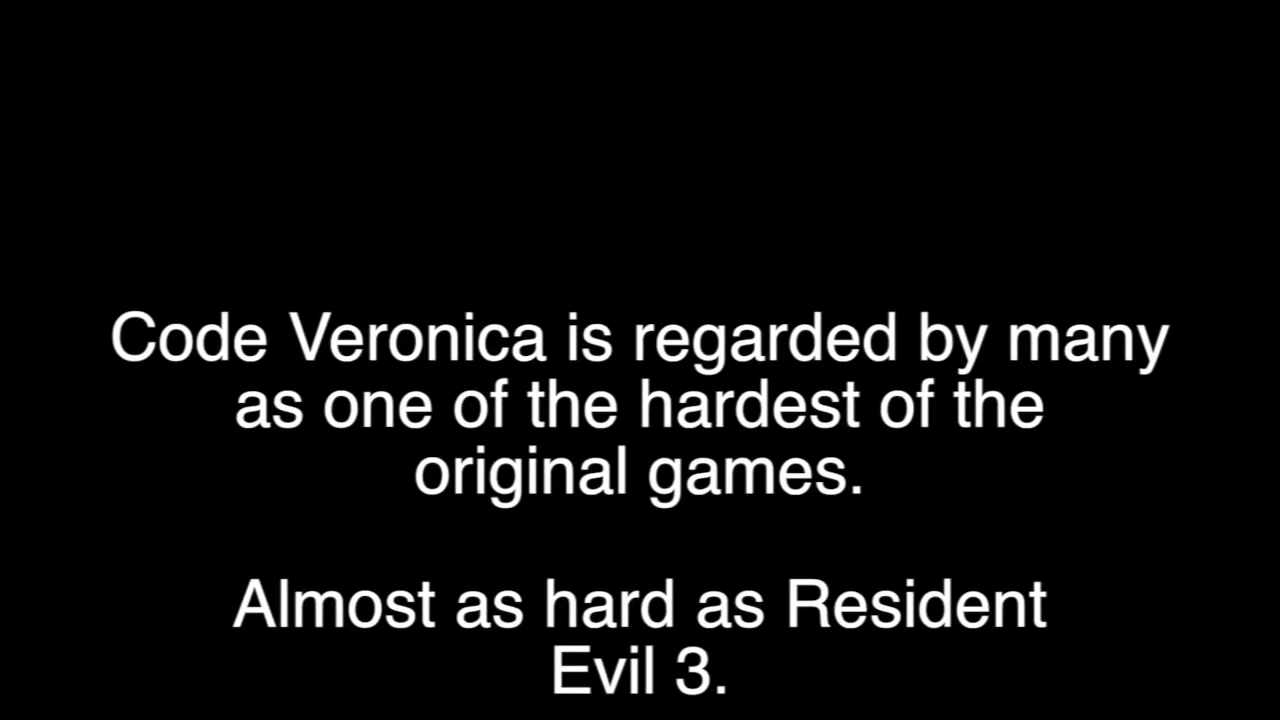 Code Veronica is regarded by many
as one of the hardest of the
original games.
Almost as hard as Resident
Evil 3.